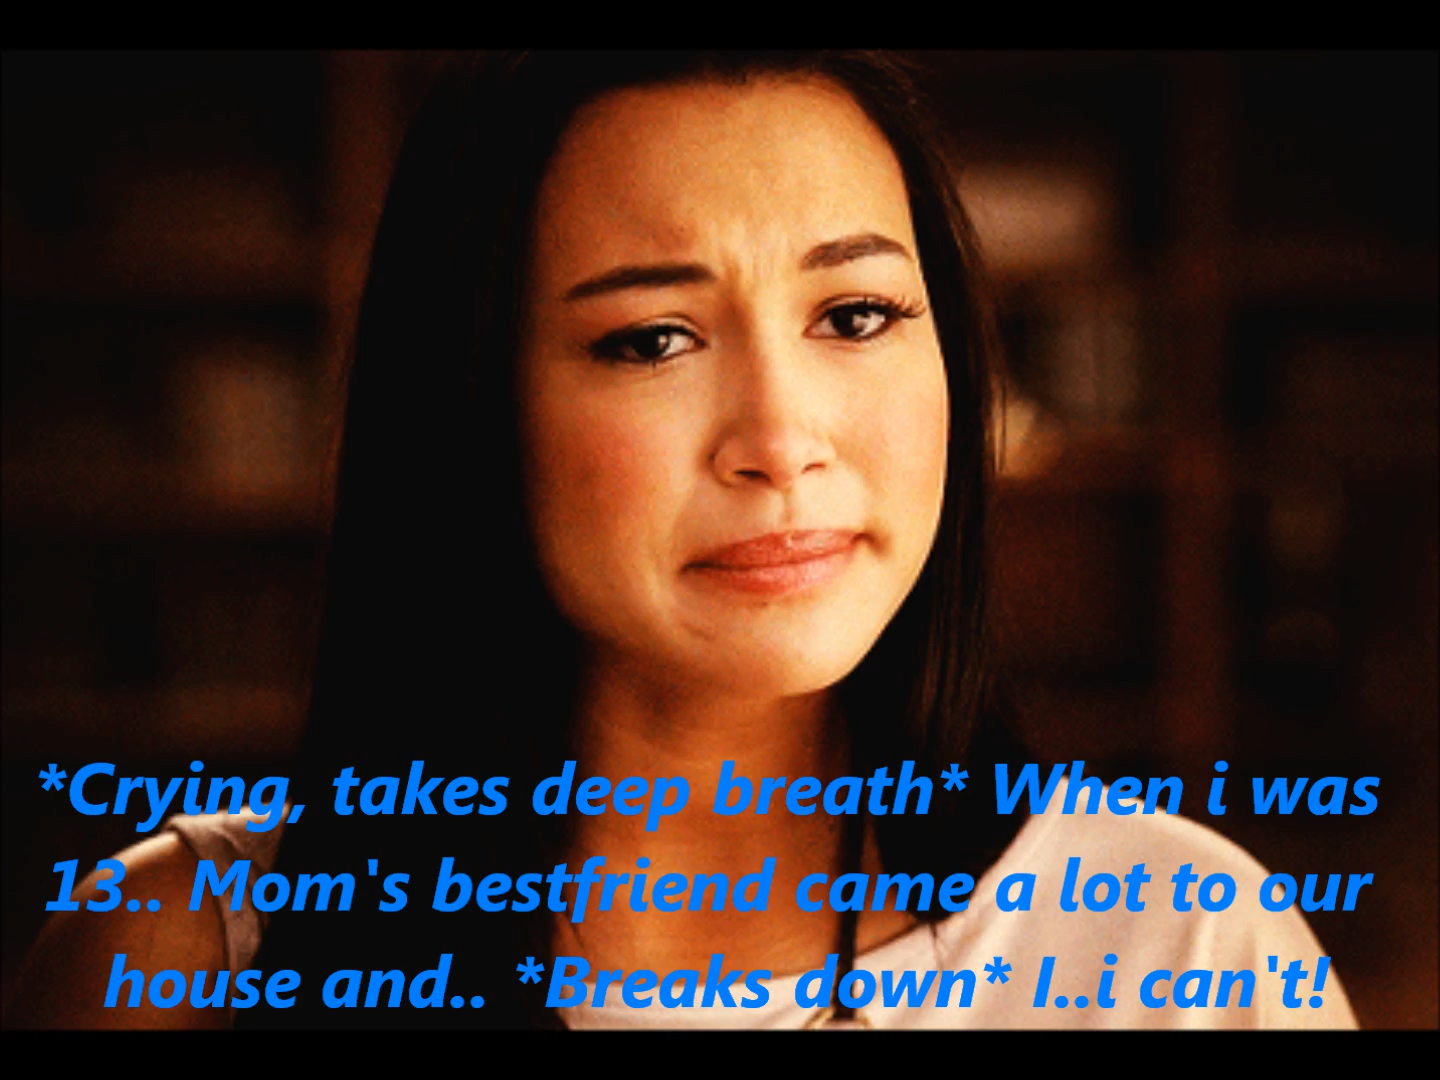 *Crying, takes deep breath* When i was
13.. Mom's bestfriend came a lot to our
house and.. *Breaks down* I..i can't!